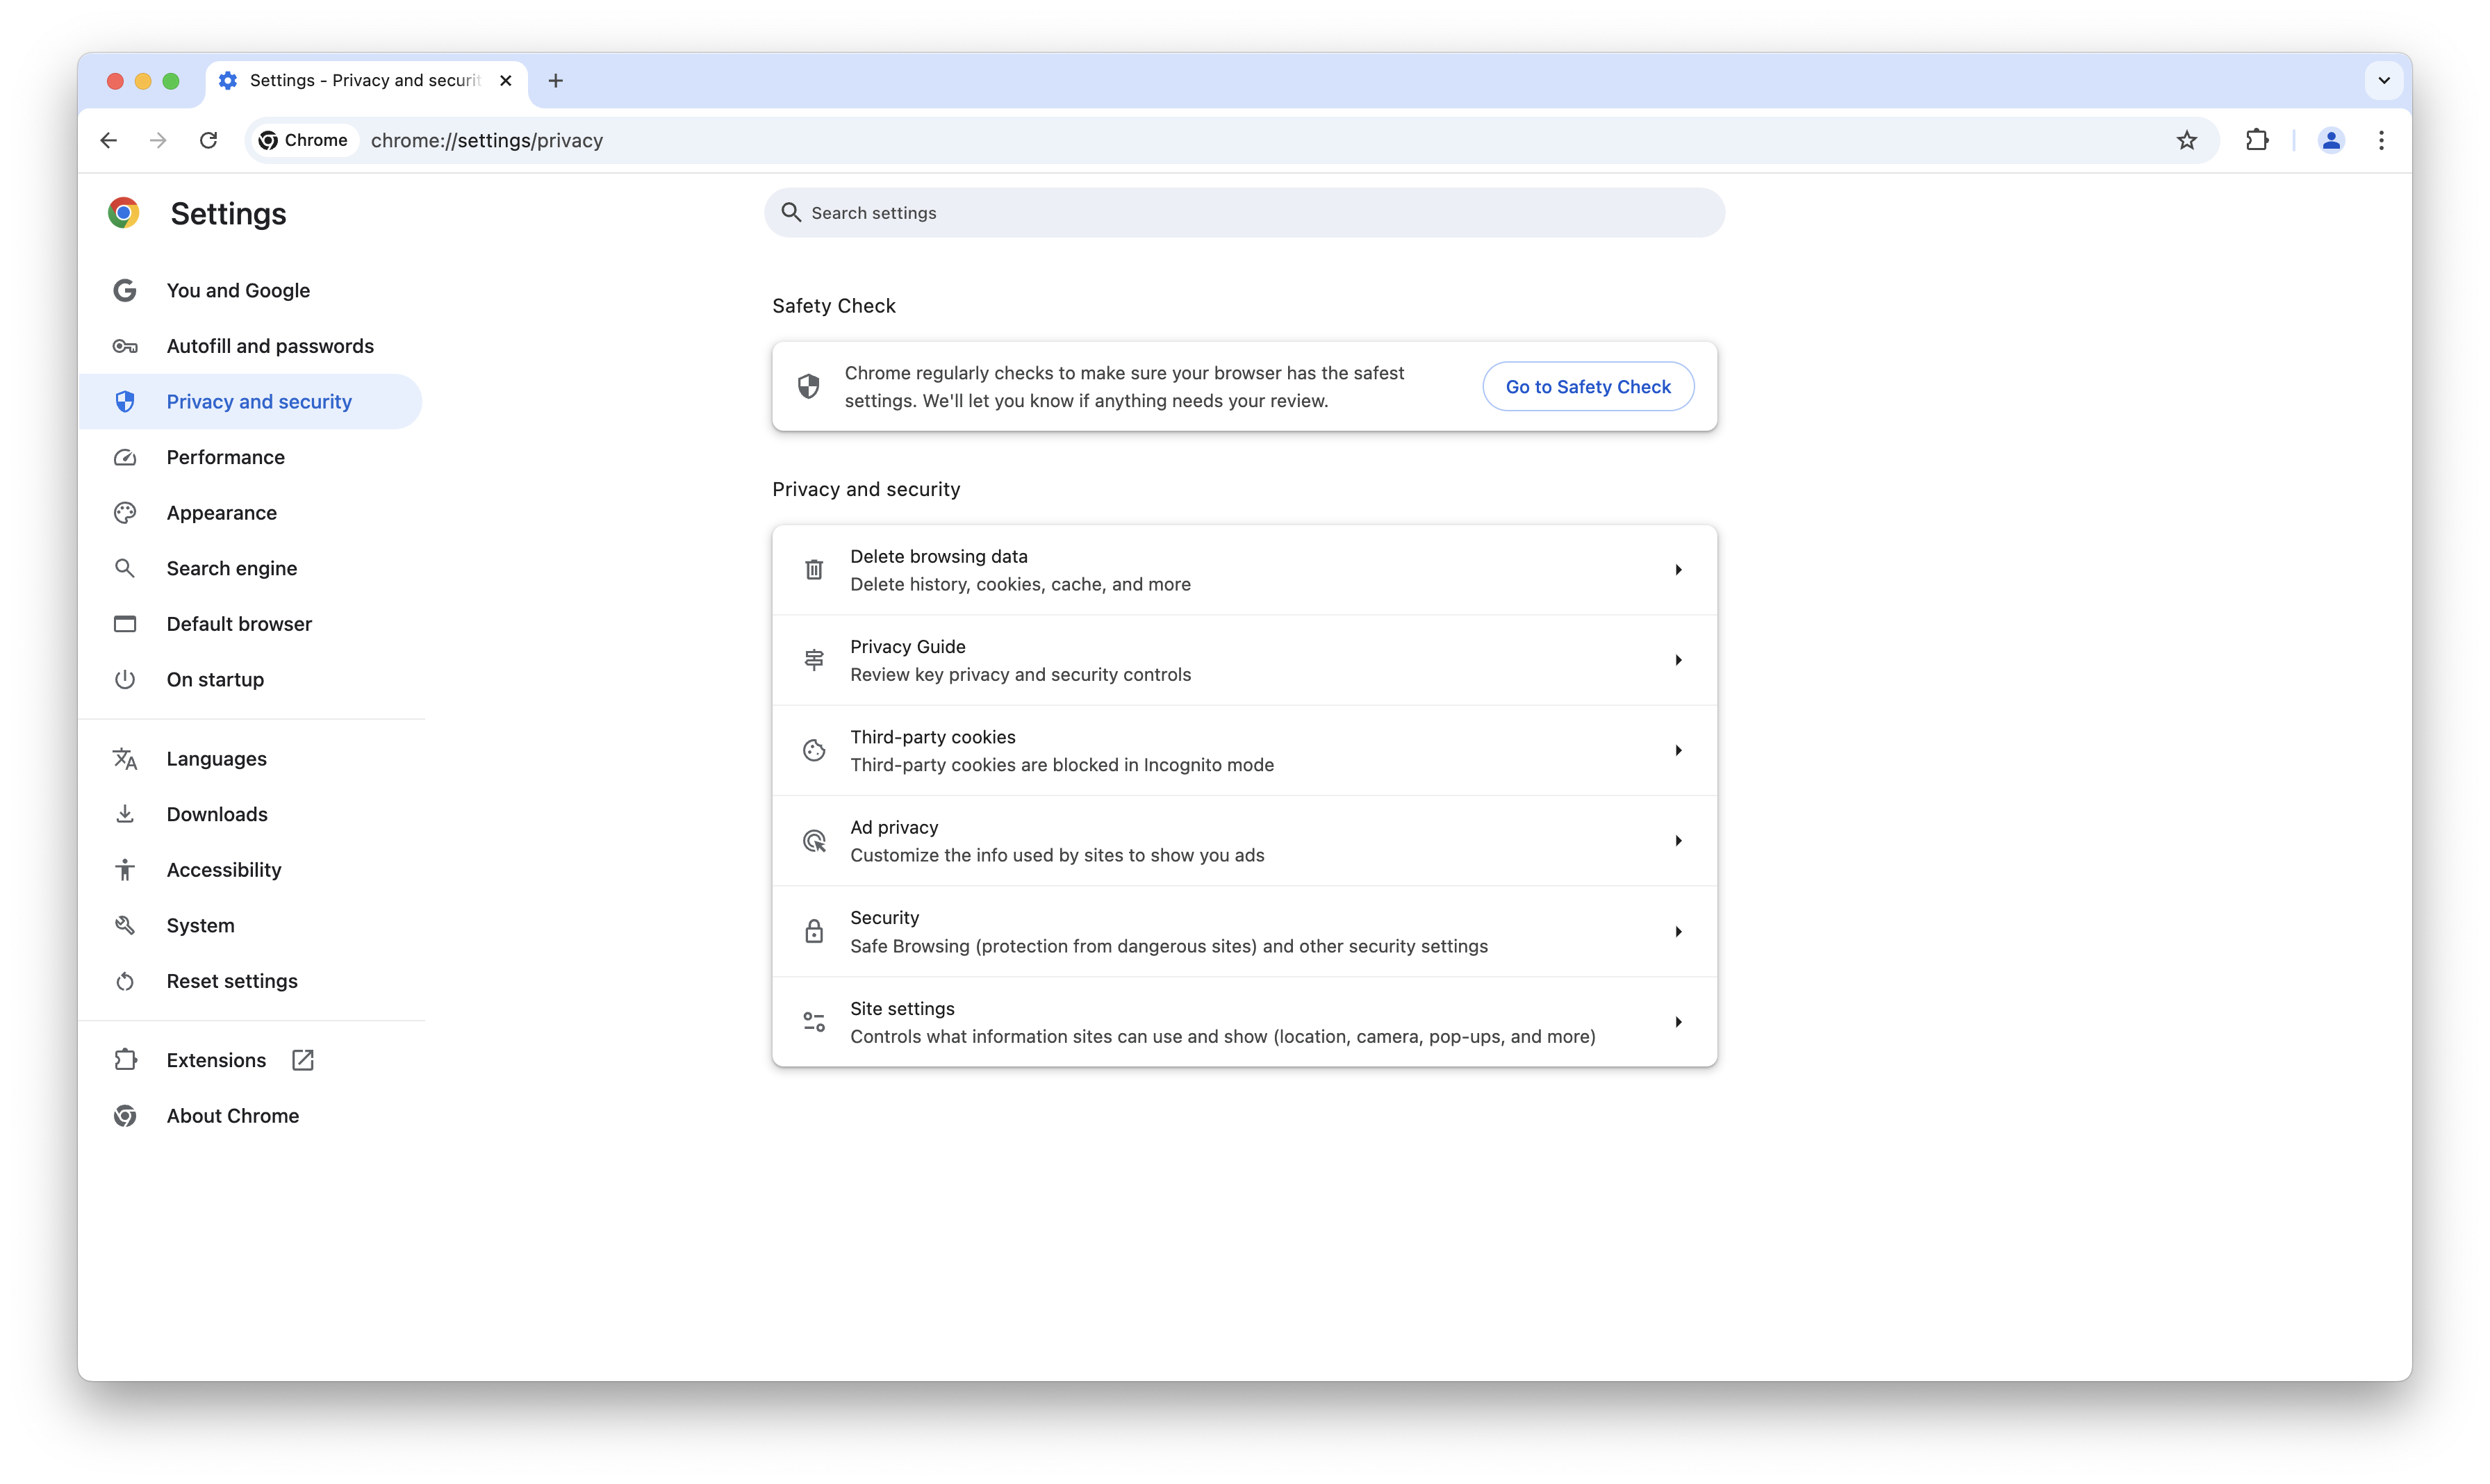 Settings - Privacy and securit
Chrome
chrome://settings/privacy
Settings
Search settings
You and Google
Autofill and passwords
Privacy and security
Performance
Appearance
Search engine
Default browser
On startup
Languages
Downloads
Accessibility
System
Reset settings
Extensions
About Chrome
Safety Check
Chrome regularly checks to make sure your browser has the safest
settings. We'll let you know if anything needs your review.
Go to Safety Check
Privacy and security
Delete browsing data
Delete history, cookies, cache, and more
Privacy Guide
Review key privacy and security controls
Third-party cookies
Third-party cookies are blocked in Incognito mode
Ad privacy
Customize the info used by sites to show you ads
Security
Safe Browsing (protection from dangerous sites) and other security settings
Site settings
Controls what information sites can use and show (location, camera, pop-ups, and more)